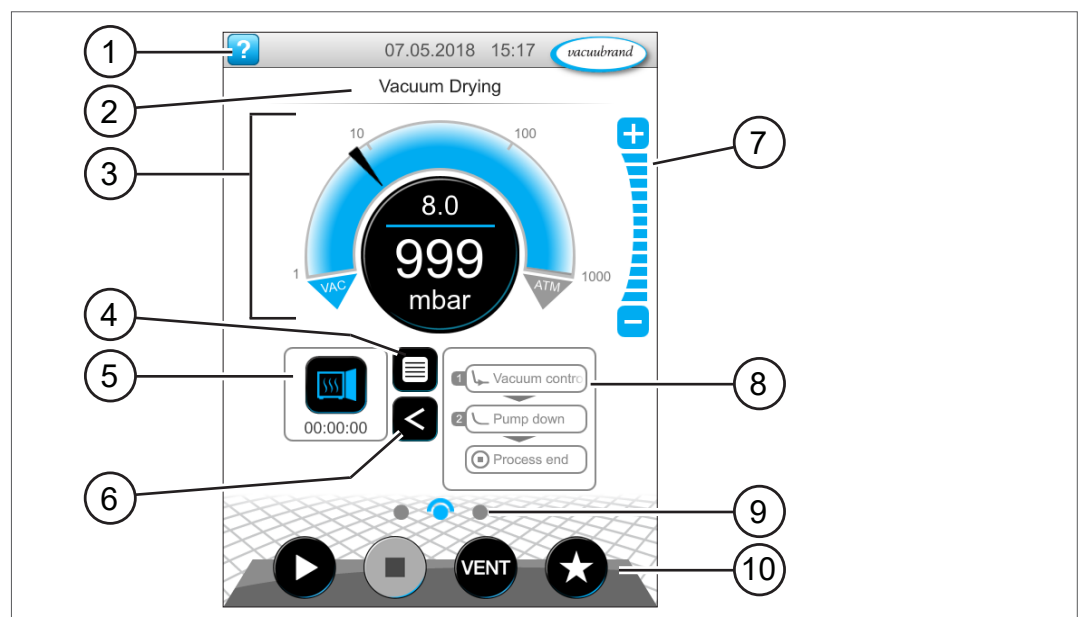 1
?
07.05.2018 15:17
vacuubrand
2
Vacuum Drying
3
10
100
7
8.0
999
mbar
1
VAC
ATM
1000
4
5
00:00:00
6
1 Vacuum contro
2 Pump down
Process end
8
9
VENT
10